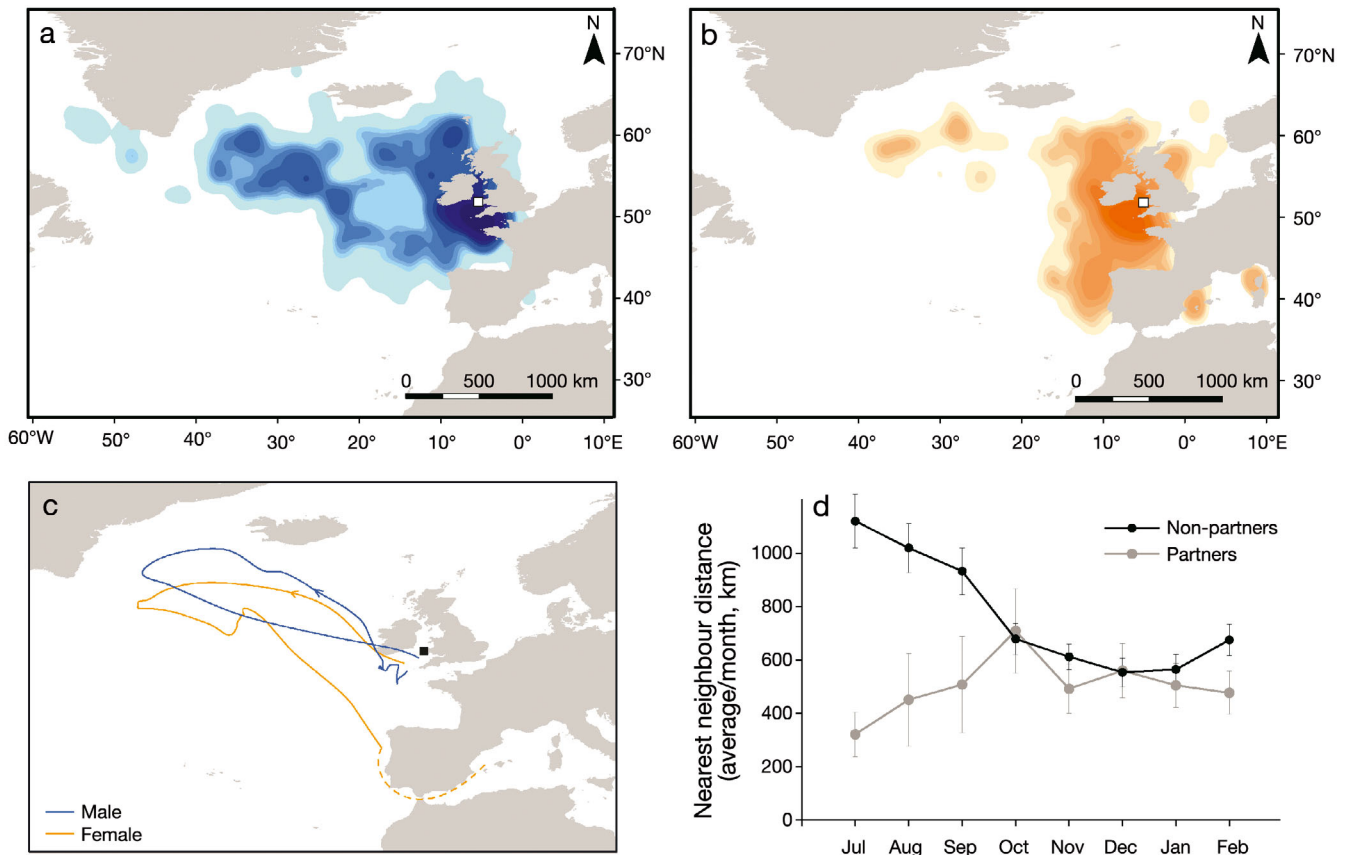 a
N
70°N
60°
50°
40°
30°
0 500 1000 km
60°W 50° 40° 30° 20° 10° 0° 10°E
b
N
70°N
60°
50°
40°
30°
0 500 1000 km
60°W 50° 40° 30° 20° 10° 0° 10°E
c
Male
Female
d
Non-partners
Partners
Nearest neighbour distance
(average/month, km)
1000
800
600
400
200
0
Jul Aug Sep Oct Nov Dec Jan Feb